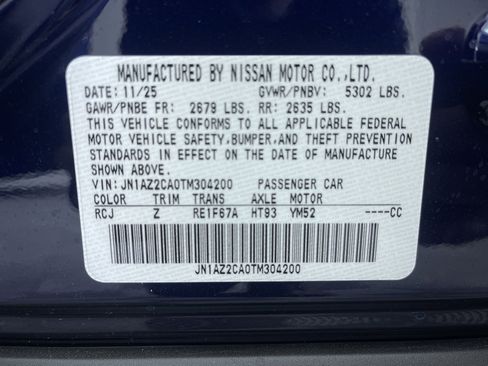 MANUFACTURED BY NISSAN MOTOR CO.,LTD.
DATE: 11/25 GVWR/PNBV: 5302 LBS.
GAWR/PNBE FR: 2679 LBS. RR: 2635 LBS.
THIS VEHICLE CONFORMS TO ALL APPLICABLE FEDERAL
MOTOR VEHICLE SAFETY,BUMPER,AND THEFT PREVENTION
STANDARDS IN EFFECT ON THE DATE OF MANUFACTURE
SHOWN ABOVE.
VIN: JN1AZ2CA0TM304200 PASSENGER CAR
COLOR TRIM TRANS AXLE MOTOR
RCJ Z RE1F67A HT93 YM52 ----CC
JN1AZ2CA0TM304200